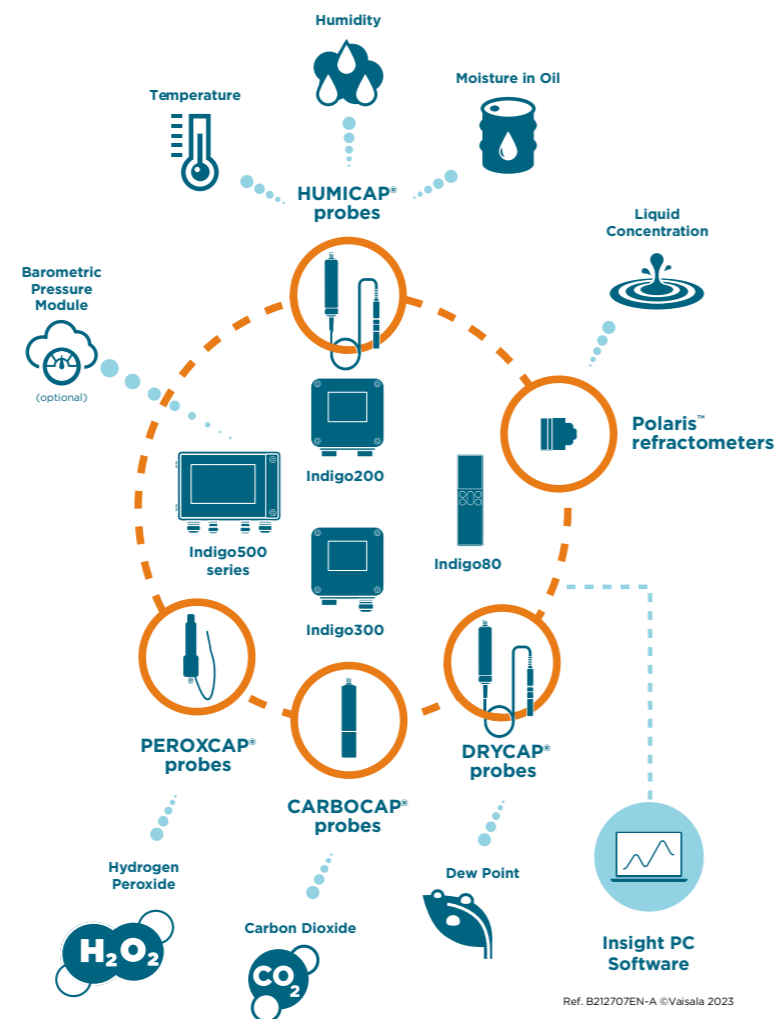 Humidity
Temperature
Moisture in Oil
HUMICAP®
probes
Liquid
Concentration
Barometric
Pressure
Module
(optional)
Polaris™
refractometers
Indigo200
Indigo500
series
Indigo80
Indigo300
PEROXCAP®
probes
DRYCAP®
probes
CARBOCAP®
probes
Hydrogen
Peroxide
Dew Point
Carbon Dioxide
H2O2
CO2
Insight PC
Software
Ref. B212707EN-A ©Vaisala 2023